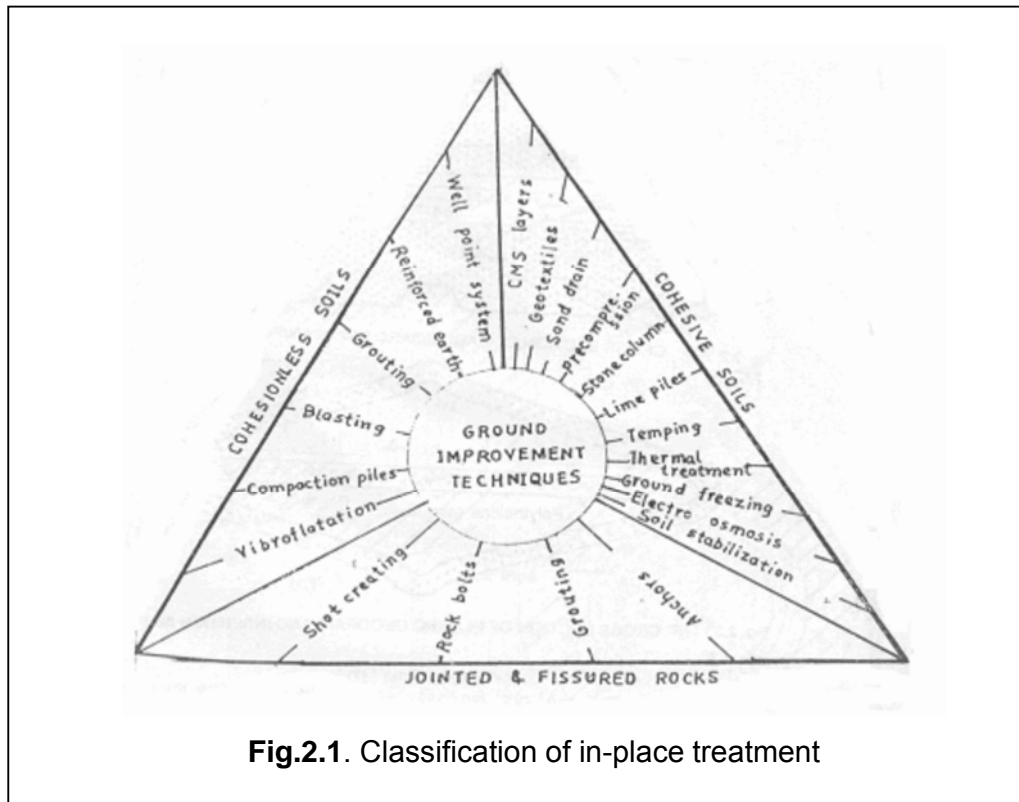 COHESIONLESS SOILS
Well point system
Reinforced earth
Grouting
Blasting
Compaction piles
Vibroflotation
COHESIVE SOILS
CMS layers
Geotextiles
Sand drain
Precompre-
ssion
Stone column
Lime piles
Temping
Thermal
treatment
Ground freezing
Electro osmosis
Soil stabilization
GROUND
IMPROVEMENT
TECHNIQUES
Shot creating
Rock bolts
Grouting
Anchors
JOINTED & FISSURED ROCKS
Fig.2.1. Classification of in-place treatment